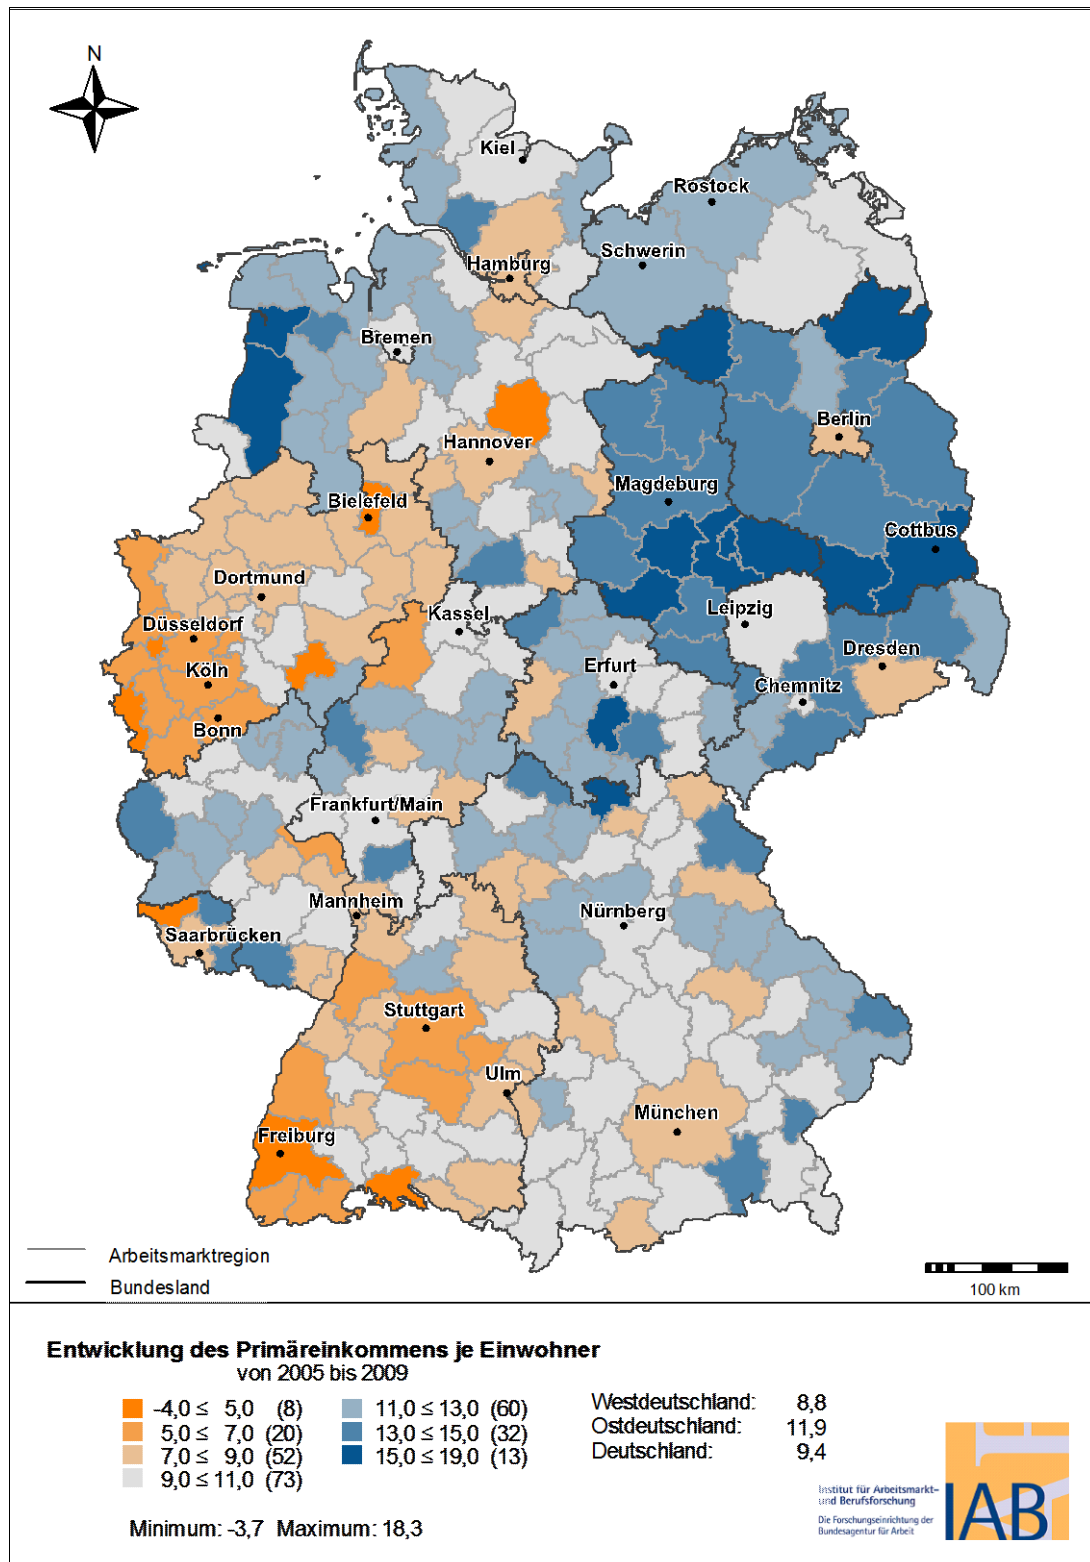 N
Kiel
Rostock
Schwerin
Hamburg
Bremen
Berlin
Hannover
Magdeburg
Bielefeld
Cottbus
Dortmund
Leipzig
Kassel
Düsseldorf
Dresden
Köln
Erfurt
Chemnitz
Bonn
Frankfurt/Main
Mannheim
Nürnberg
Saarbrücken
Stuttgart
Ulm
München
Freiburg
Arbeitsmarktregion
Bundesland
100 km
Entwicklung des Primäreinkommens je Einwohner
von 2005 bis 2009
-4,0 ≤ 5,0 (8)
5,0 ≤ 7,0 (20)
7,0 ≤ 9,0 (52)
9,0 ≤ 11,0 (73)
11,0 ≤ 13,0 (60)
13,0 ≤ 15,0 (32)
15,0 ≤ 19,0 (13)
Westdeutschland: 8,8
Ostdeutschland: 11,9
Deutschland: 9,4
Minimum: -3,7 Maximum: 18,3
Institut für Arbeitsmarkt-
und Berufsforschung
Die Forschungseinrichtung der
Bundesagentur für Arbeit
IAB